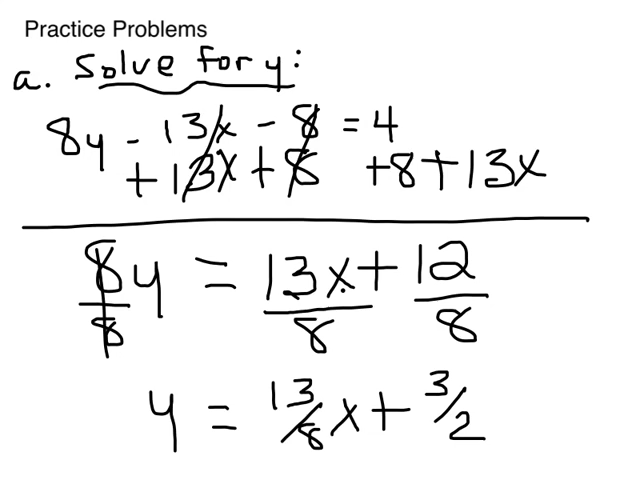 Practice Problems
a. Solve for y:
8y - 13x - 8 = 4
+13x + 8 +8 + 13x
8y = 13x + 12
8 8 8
y = 13/8x + 3/2